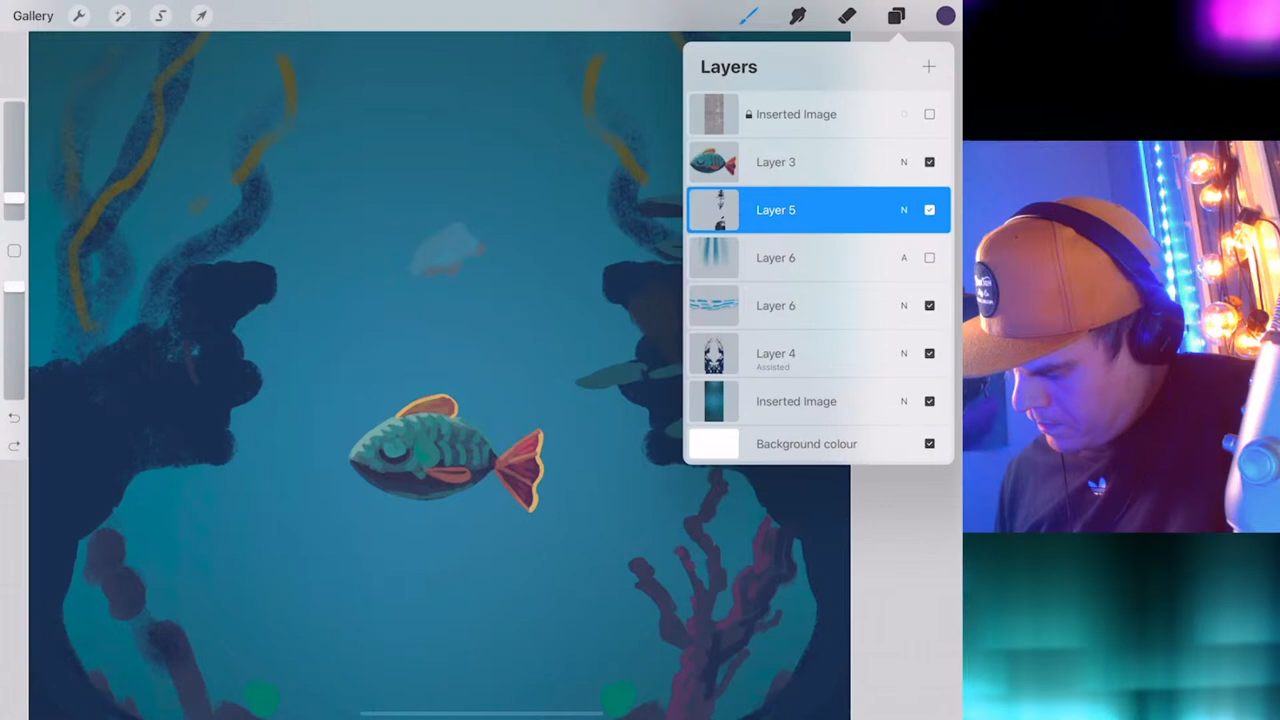 Gallery
Layers
Inserted Image
Layer 3 N
Layer 5 N
Layer 6 A
Layer 6 N
Layer 4 N
Assisted
Inserted Image N
Background colour